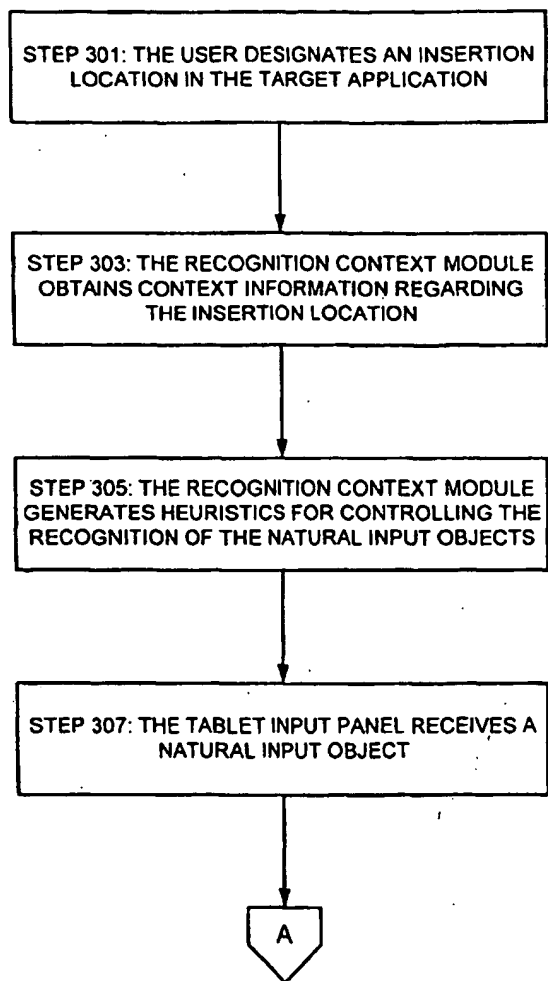 STEP 301: THE USER DESIGNATES AN INSERTION
LOCATION IN THE TARGET APPLICATION
STEP 303: THE RECOGNITION CONTEXT MODULE
OBTAINS CONTEXT INFORMATION REGARDING
THE INSERTION LOCATION
STEP 305: THE RECOGNITION CONTEXT MODULE
GENERATES HEURISTICS FOR CONTROLLING THE
RECOGNITION OF THE NATURAL INPUT OBJECTS
STEP 307: THE TABLET INPUT PANEL RECEIVES A
NATURAL INPUT OBJECT
A